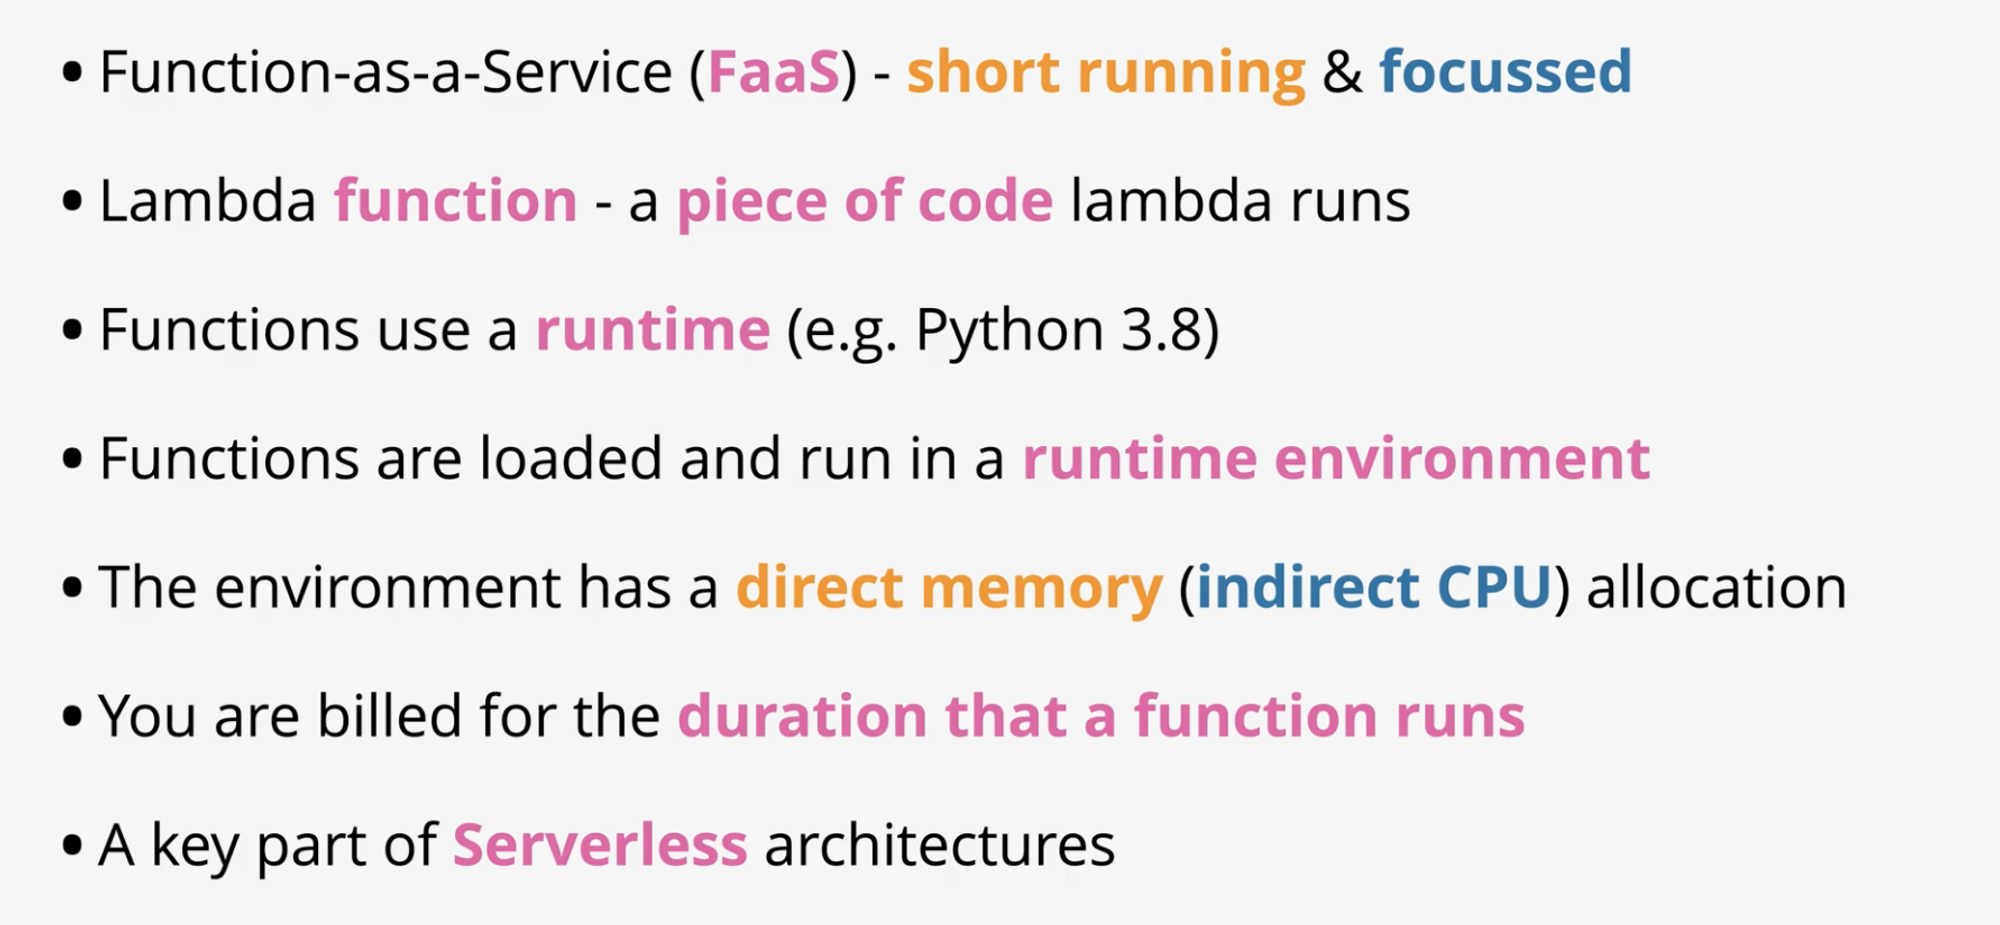 • Function-as-a-Service (FaaS) - short running & focussed
• Lambda function - a piece of code lambda runs
• Functions use a runtime (e.g. Python 3.8)
• Functions are loaded and run in a runtime environment
• The environment has a direct memory (indirect CPU) allocation
• You are billed for the duration that a function runs
• A key part of Serverless architectures